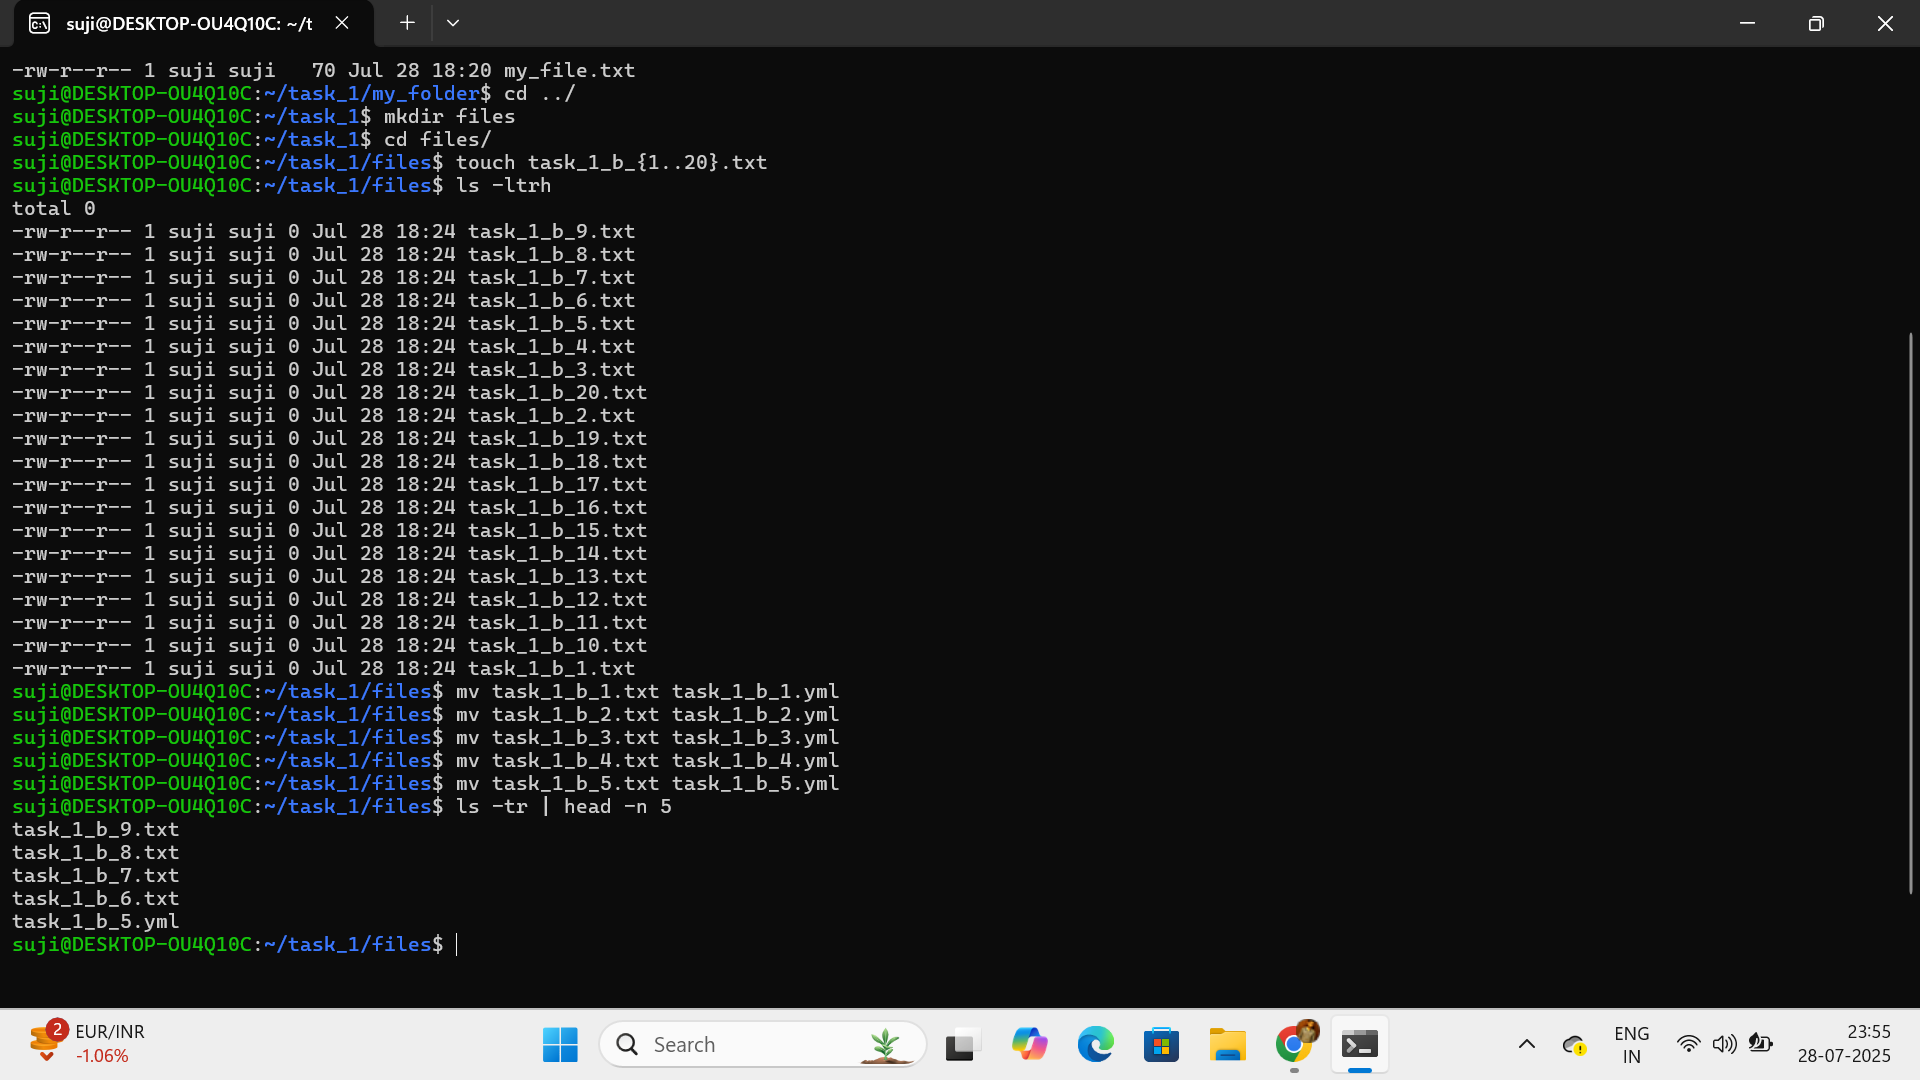 suji@DESKTOP-OU4Q10C: ~/t
-rw-r--r-- 1 suji suji   70 Jul 28 18:20 my_file.txt
suji@DESKTOP-OU4Q10C:~/task_1/my_folder$ cd ../
suji@DESKTOP-OU4Q10C:~/task_1$ mkdir files
suji@DESKTOP-OU4Q10C:~/task_1$ cd files/
suji@DESKTOP-OU4Q10C:~/task_1/files$ touch task_1_b_{1..20}.txt
suji@DESKTOP-OU4Q10C:~/task_1/files$ ls -ltrh
total 0
-rw-r--r-- 1 suji suji 0 Jul 28 18:24 task_1_b_9.txt
-rw-r--r-- 1 suji suji 0 Jul 28 18:24 task_1_b_8.txt
-rw-r--r-- 1 suji suji 0 Jul 28 18:24 task_1_b_7.txt
-rw-r--r-- 1 suji suji 0 Jul 28 18:24 task_1_b_6.txt
-rw-r--r-- 1 suji suji 0 Jul 28 18:24 task_1_b_5.txt
-rw-r--r-- 1 suji suji 0 Jul 28 18:24 task_1_b_4.txt
-rw-r--r-- 1 suji suji 0 Jul 28 18:24 task_1_b_3.txt
-rw-r--r-- 1 suji suji 0 Jul 28 18:24 task_1_b_20.txt
-rw-r--r-- 1 suji suji 0 Jul 28 18:24 task_1_b_2.txt
-rw-r--r-- 1 suji suji 0 Jul 28 18:24 task_1_b_19.txt
-rw-r--r-- 1 suji suji 0 Jul 28 18:24 task_1_b_18.txt
-rw-r--r-- 1 suji suji 0 Jul 28 18:24 task_1_b_17.txt
-rw-r--r-- 1 suji suji 0 Jul 28 18:24 task_1_b_16.txt
-rw-r--r-- 1 suji suji 0 Jul 28 18:24 task_1_b_15.txt
-rw-r--r-- 1 suji suji 0 Jul 28 18:24 task_1_b_14.txt
-rw-r--r-- 1 suji suji 0 Jul 28 18:24 task_1_b_13.txt
-rw-r--r-- 1 suji suji 0 Jul 28 18:24 task_1_b_12.txt
-rw-r--r-- 1 suji suji 0 Jul 28 18:24 task_1_b_11.txt
-rw-r--r-- 1 suji suji 0 Jul 28 18:24 task_1_b_10.txt
-rw-r--r-- 1 suji suji 0 Jul 28 18:24 task_1_b_1.txt
suji@DESKTOP-OU4Q10C:~/task_1/files$ mv task_1_b_1.txt task_1_b_1.yml
suji@DESKTOP-OU4Q10C:~/task_1/files$ mv task_1_b_2.txt task_1_b_2.yml
suji@DESKTOP-OU4Q10C:~/task_1/files$ mv task_1_b_3.txt task_1_b_3.yml
suji@DESKTOP-OU4Q10C:~/task_1/files$ mv task_1_b_4.txt task_1_b_4.yml
suji@DESKTOP-OU4Q10C:~/task_1/files$ mv task_1_b_5.txt task_1_b_5.yml
suji@DESKTOP-OU4Q10C:~/task_1/files$ ls -tr | head -n 5
task_1_b_9.txt
task_1_b_8.txt
task_1_b_7.txt
task_1_b_6.txt
task_1_b_5.yml
suji@DESKTOP-OU4Q10C:~/task_1/files$
2
EUR/INR
-1.06%
Search
ENG
IN
23:55
28-07-2025